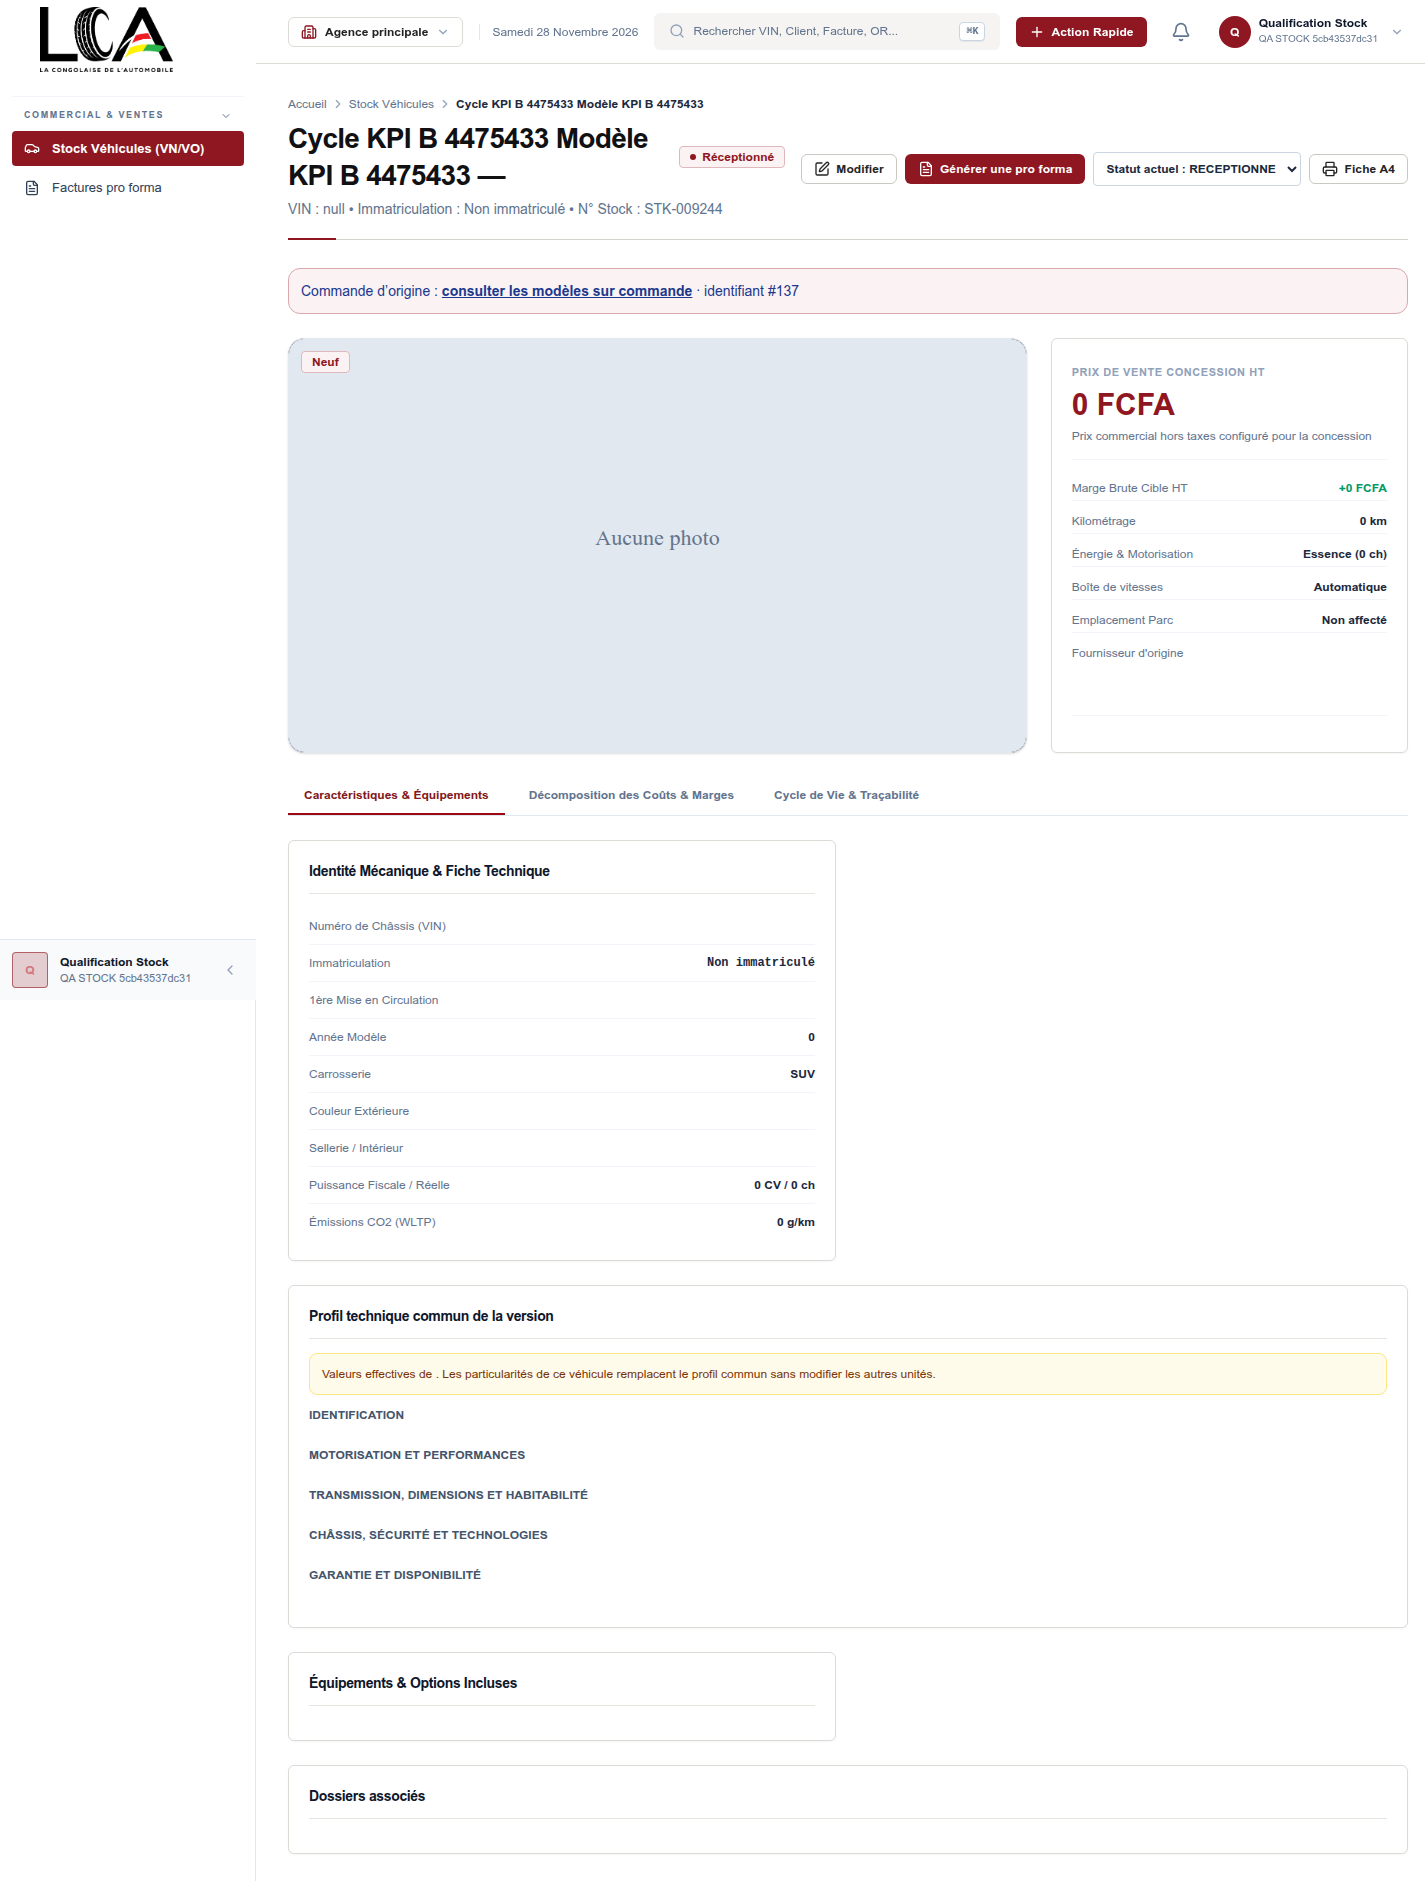 LCA
LA CONGOLAISE DE L'AUTOMOBILE
COMMERCIAL & VENTES
Stock Véhicules (VN/VO)
Factures pro forma
Q
Qualification Stock
QA STOCK 5cb43537dc31
Agence principale
Samedi 28 Novembre 2026
Rechercher VIN, Client, Facture, OR...
⌘K
Action Rapide
Q
Qualification Stock
QA STOCK 5cb43537dc31
Accueil > Stock Véhicules > Cycle KPI B 4475433 Modèle KPI B 4475433
Cycle KPI B 4475433 Modèle
KPI B 4475433 —
Réceptionné
Modifier
Générer une pro forma
Statut actuel : RECEPTIONNE
Fiche A4
VIN : null • Immatriculation : Non immatriculé • N° Stock : STK-009244
Commande d’origine : consulter les modèles sur commande · identifiant #137
Neuf
Aucune photo
PRIX DE VENTE CONCESSION HT
0 FCFA
Prix commercial hors taxes configuré pour la concession
Marge Brute Cible HT +0 FCFA
Kilométrage 0 km
Énergie & Motorisation Essence (0 ch)
Boîte de vitesses Automatique
Emplacement Parc Non affecté
Fournisseur d'origine
Caractéristiques & Équipements
Décomposition des Coûts & Marges
Cycle de Vie & Traçabilité
Identité Mécanique & Fiche Technique
Numéro de Châssis (VIN)
Immatriculation Non immatriculé
1ère Mise en Circulation
Année Modèle 0
Carrosserie SUV
Couleur Extérieure
Sellerie / Intérieur
Puissance Fiscale / Réelle 0 CV / 0 ch
Émissions CO2 (WLTP) 0 g/km
Profil technique commun de la version
Valeurs effectives de . Les particularités de ce véhicule remplacent le profil commun sans modifier les autres unités.
IDENTIFICATION
MOTORISATION ET PERFORMANCES
TRANSMISSION, DIMENSIONS ET HABITABILITÉ
CHÂSSIS, SÉCURITÉ ET TECHNOLOGIES
GARANTIE ET DISPONIBILITÉ
Équipements & Options Incluses
Dossiers associés